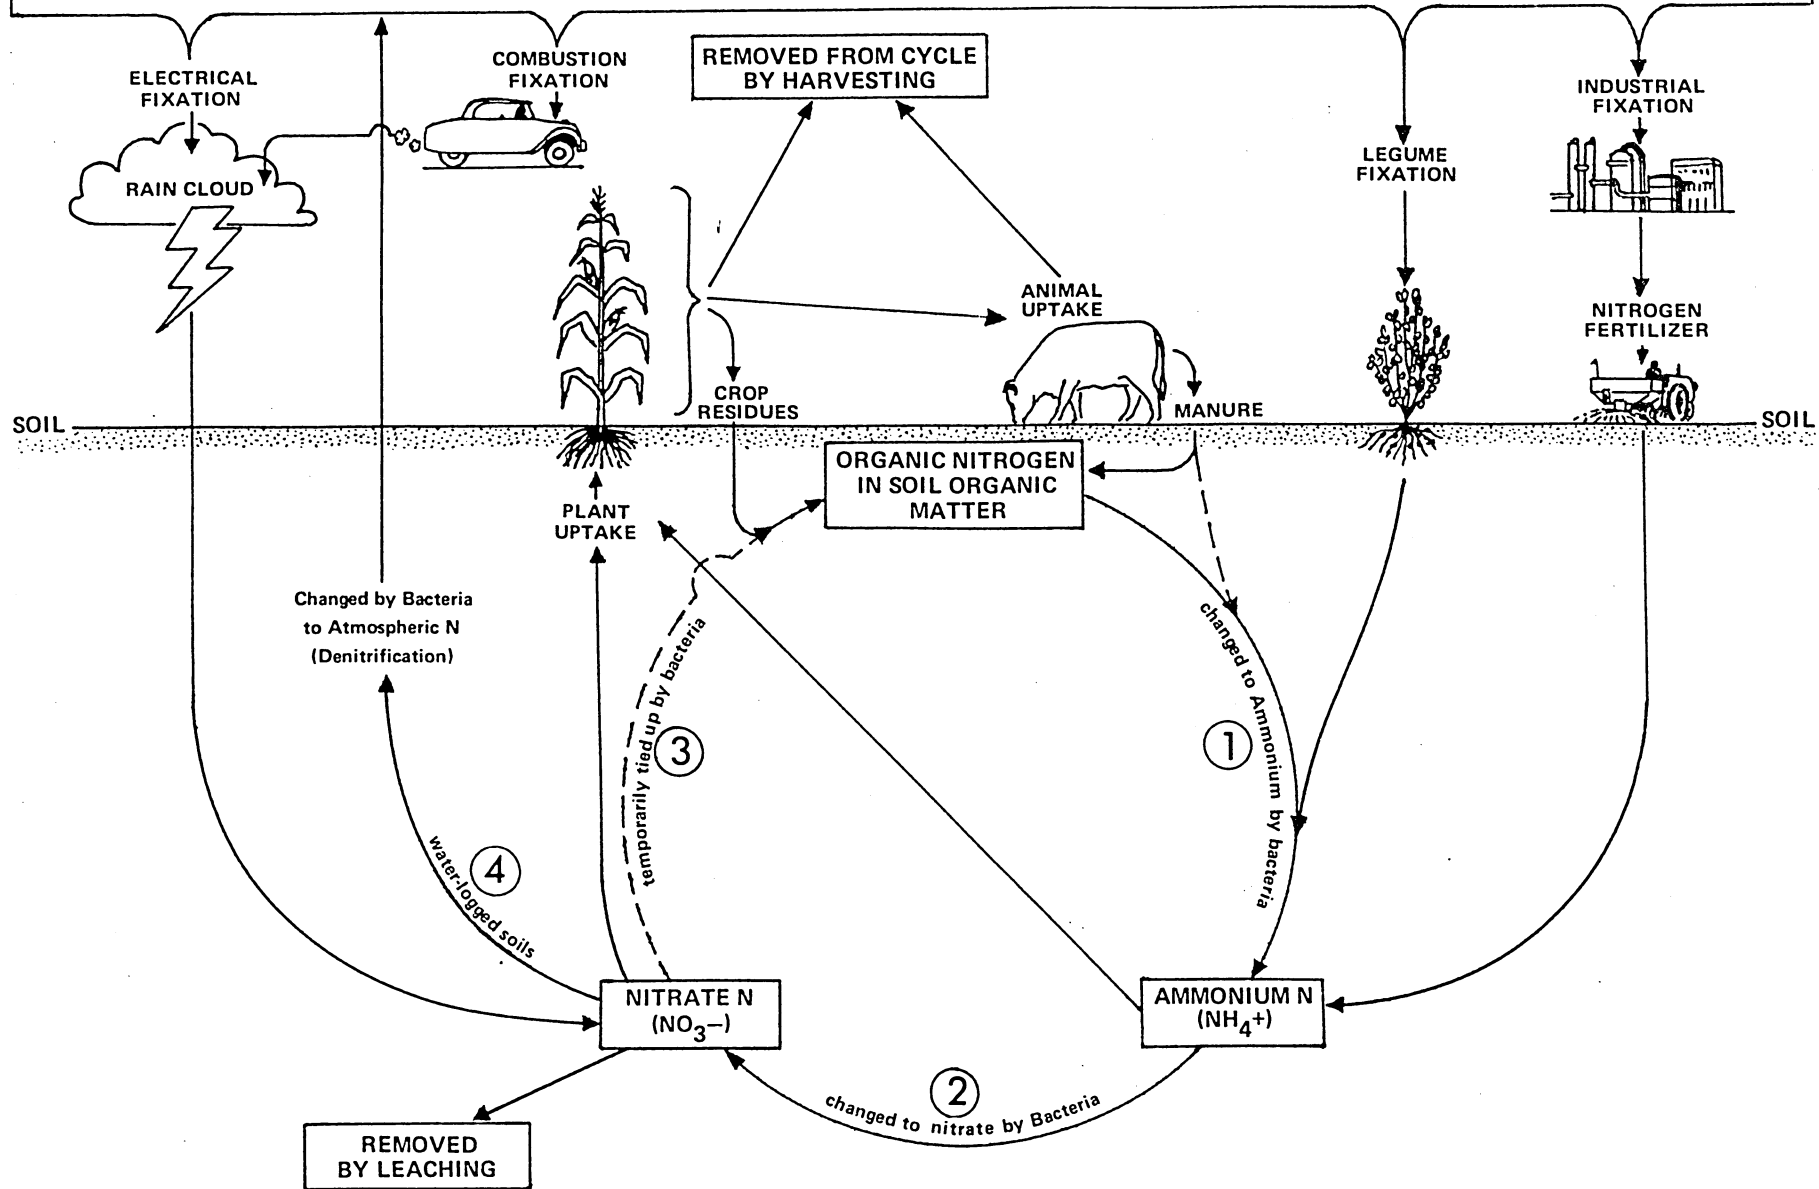 ELECTRICAL
FIXATION
COMBUSTION
FIXATION
REMOVED FROM CYCLE
BY HARVESTING
INDUSTRIAL
FIXATION
LEGUME
FIXATION
RAIN CLOUD
ANIMAL
UPTAKE
NITROGEN
FERTILIZER
CROP
RESIDUES
MANURE
SOIL
SOIL
ORGANIC NITROGEN
IN SOIL ORGANIC
MATTER
PLANT
UPTAKE
Changed by Bacteria
to Atmospheric N
(Denitrification)
temporarily tied up by bacteria
3
changed to Ammonium by bacteria
1
4
water-logged soils
NITRATE N
(NO3–)
AMMONIUM N
(NH4+)
2
changed to nitrate by Bacteria
REMOVED
BY LEACHING